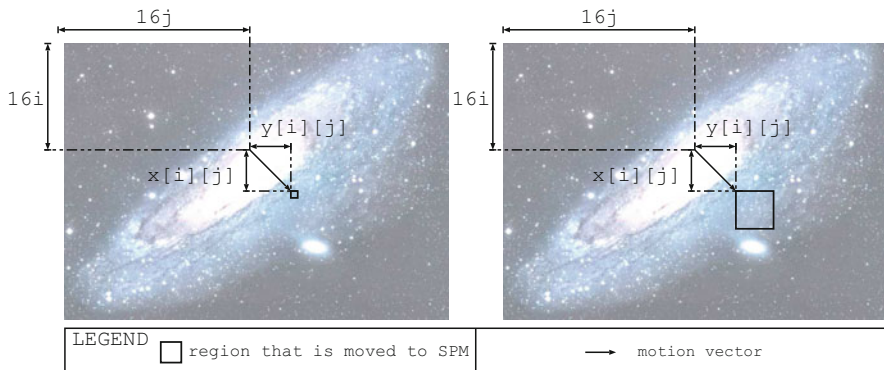 16j
16j
16i
16i
y[i][j]
y[i][j]
x[i][j]
x[i][j]
LEGEND
region that is moved to SPM
motion vector